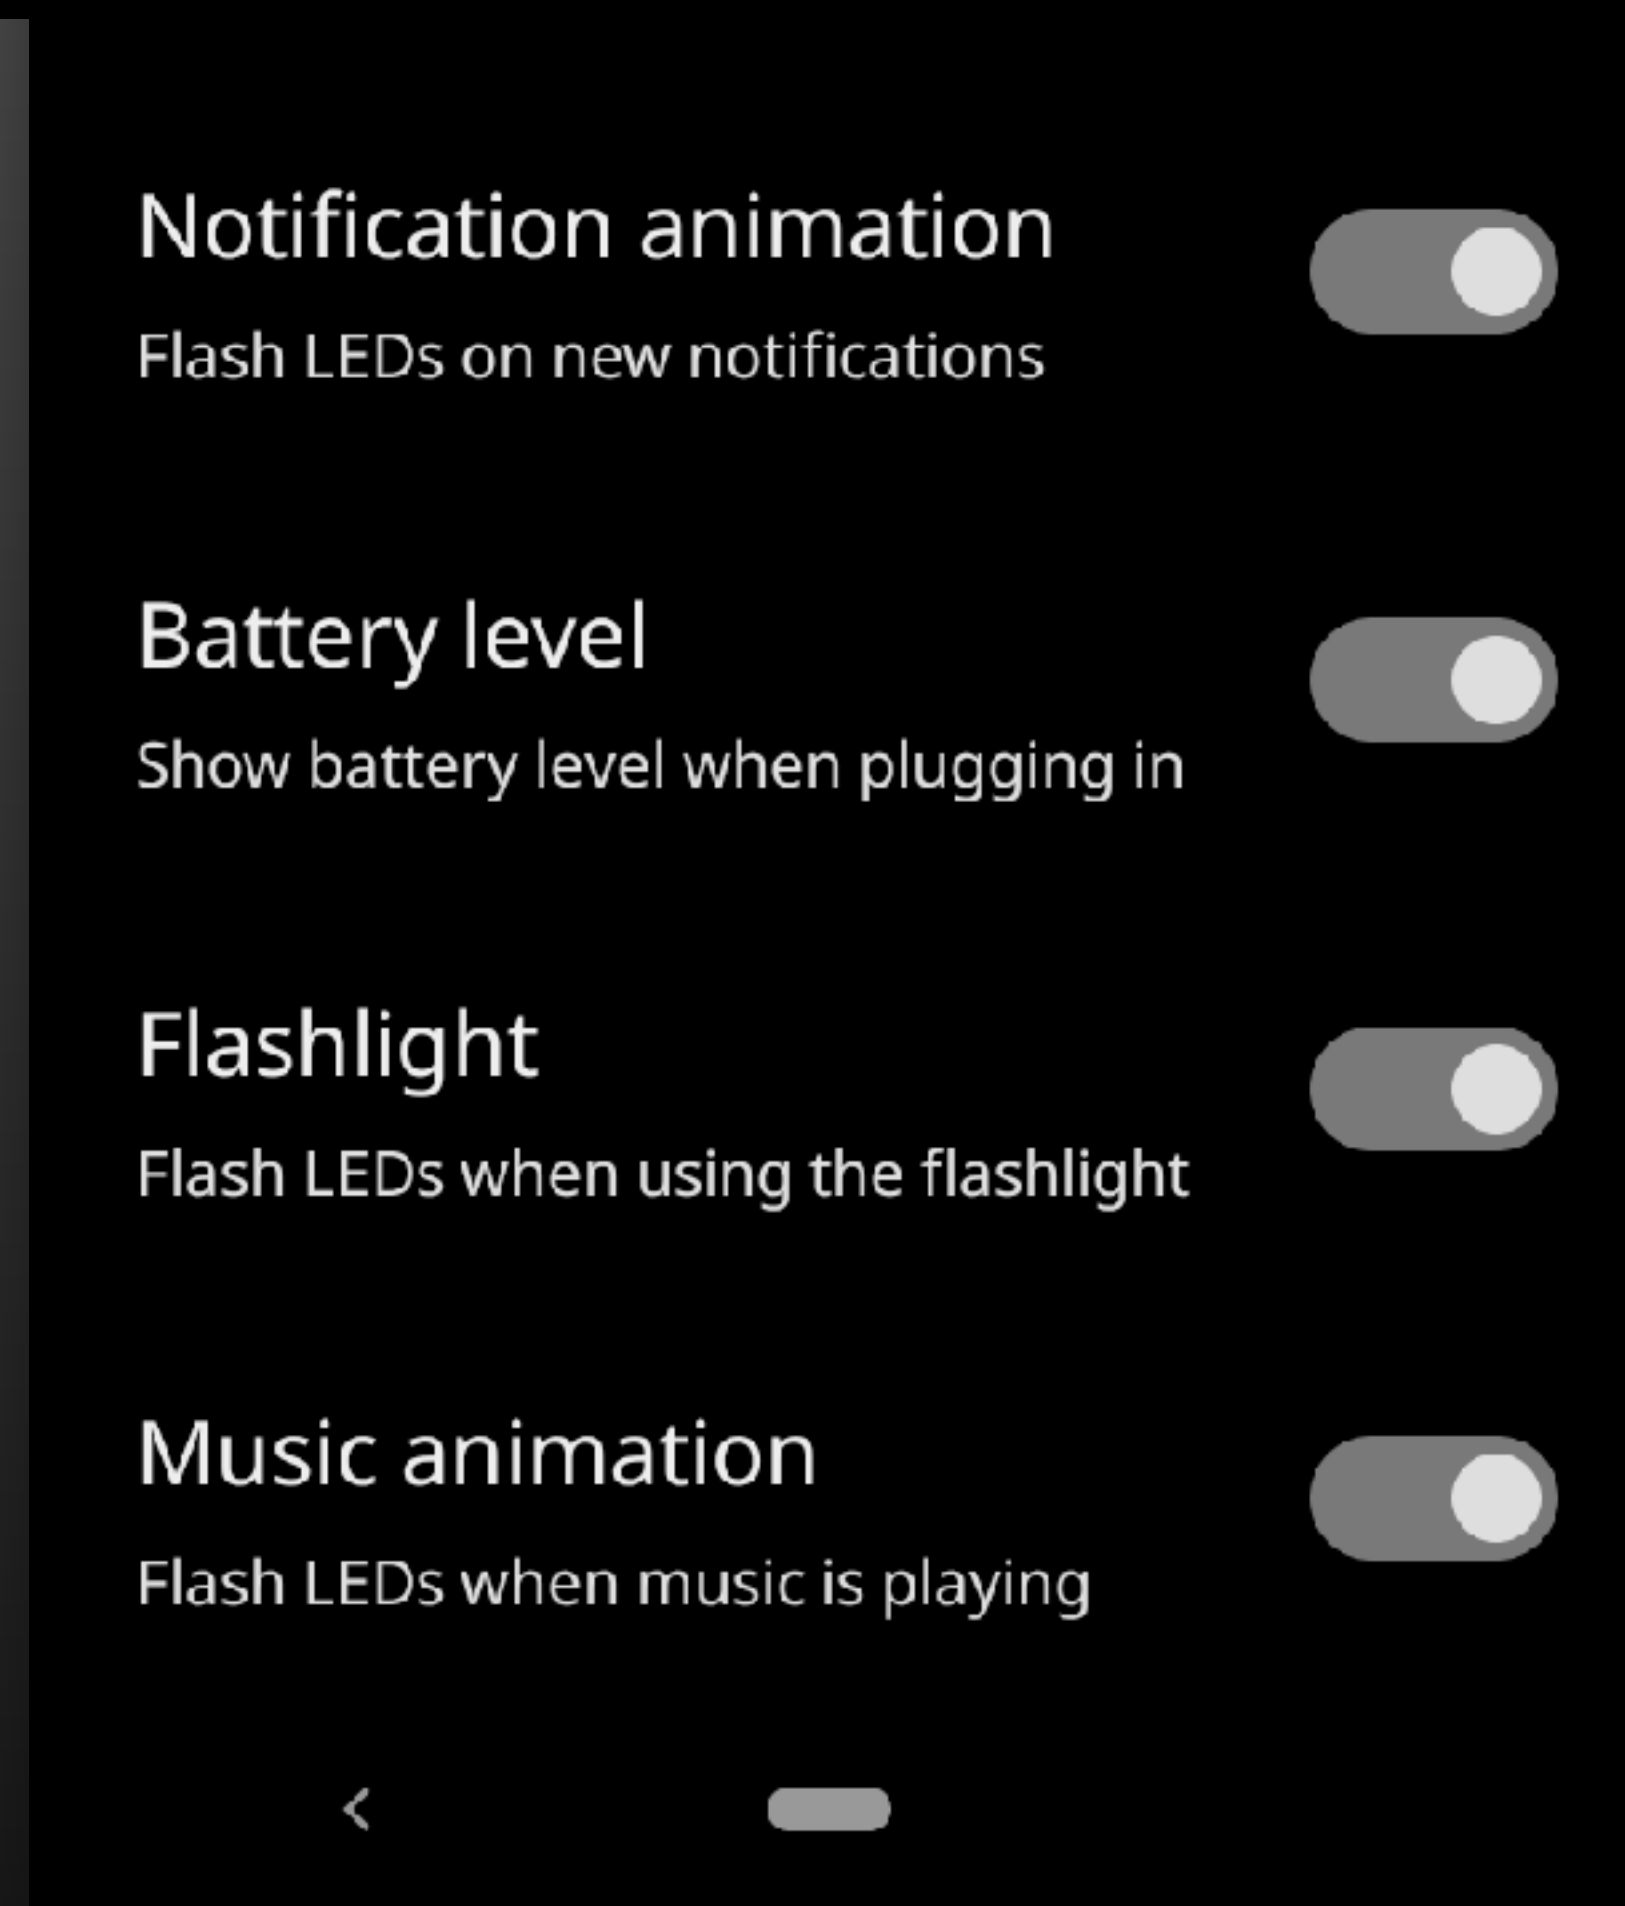 Notification animation
Flash LEDs on new notifications
Battery level
Show battery level when plugging in
Flashlight
Flash LEDs when using the flashlight
Music animation
Flash LEDs when music is playing